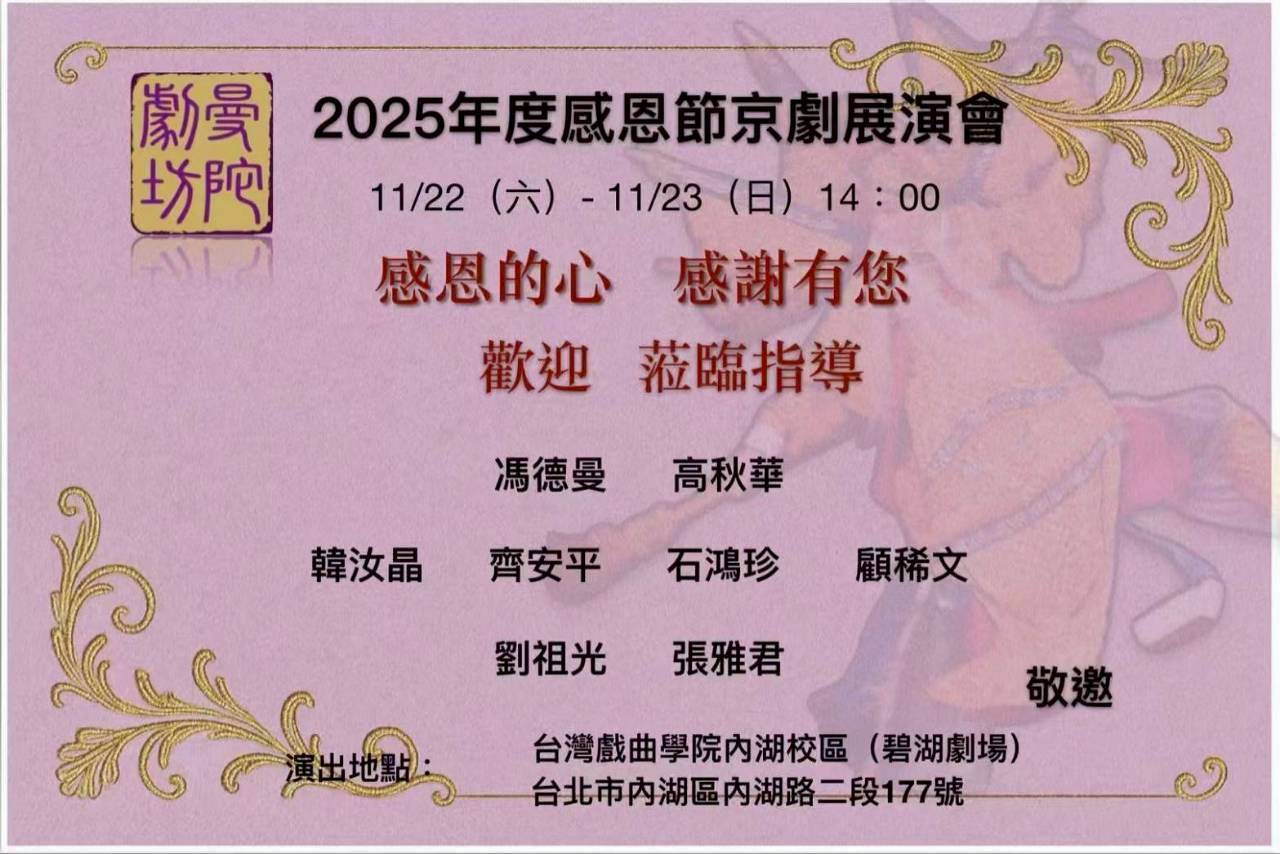 曼陀
劇坊
2025年度感恩節京劇展演會
11/22（六）- 11/23（日）14：00
感恩的心　感謝有您
歡迎　蒞臨指導
馮德曼　高秋華
韓汝晶　齊安平　石鴻珍　顧稀文
劉祖光　張雅君
敬邀
演出地點：
台灣戲曲學院內湖校區（碧湖劇場）
台北市內湖區內湖路二段177號